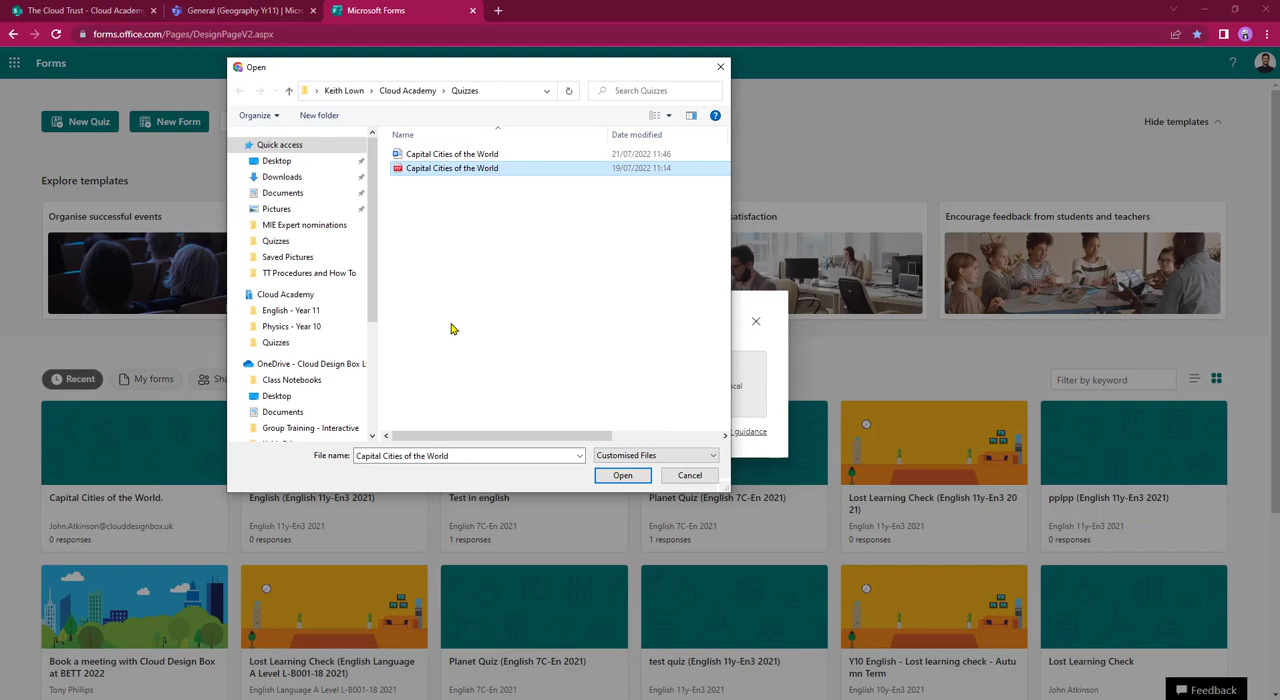 The Cloud Trust - Cloud Academy
General (Geography Yr11) | Micr
Microsoft Forms
forms.office.com/Pages/DesignPageV2.aspx
Forms
New Quiz
New Form
Hide templates
Explore templates
Organise successful events
satisfaction
Encourage feedback from students and teachers
Open
Keith Lown
Cloud Academy
Quizzes
Search Quizzes
Organize
New folder
Name
Date modified
Quick access
Desktop
Downloads
Documents
Pictures
MIE Expert nominations
Quizzes
Saved Pictures
TT Procedures and How To
Cloud Academy
English - Year 11
Physics - Year 10
Quizzes
OneDrive - Cloud Design Box L
Class Notebooks
Desktop
Documents
Group Training - Interactive
Capital Cities of the World 21/07/2022 11:46
Capital Cities of the World 19/07/2022 11:14
File name: Capital Cities of the World
Customised Files
Open
Cancel
ocal
guidance
Recent
My forms
Sha
Filter by keyword
Capital Cities of the World.
John.Atkinson@clouddesignbox.uk
0 responses
English (English 11y-En3 2021)
English 11y-En3 2021
0 responses
Test in english
English 7C-En 2021
1 responses
Planet Quiz (English 7C-En 2021)
English 7C-En 2021
1 responses
Lost Learning Check (English 11y-En3 20
21)
English 11y-En3 2021
0 responses
pplpp (English 11y-En3 2021)
English 11y-En3 2021
0 responses
Book a meeting with Cloud Design Box
at BETT 2022
Tony Phillips
Lost Learning Check (English Language
A Level L-B001-18 2021)
English Language A Level L-B001-18 2021
Planet Quiz (English 7C-En 2021)
English 7C-En 2021
test quiz (English 11y-En3 2021)
English 11y-En3 2021
Y10 English - Lost learning check - Autu
mn Term
English 10y-En3 2021
Lost Learning Check
John Atkinson
Feedback